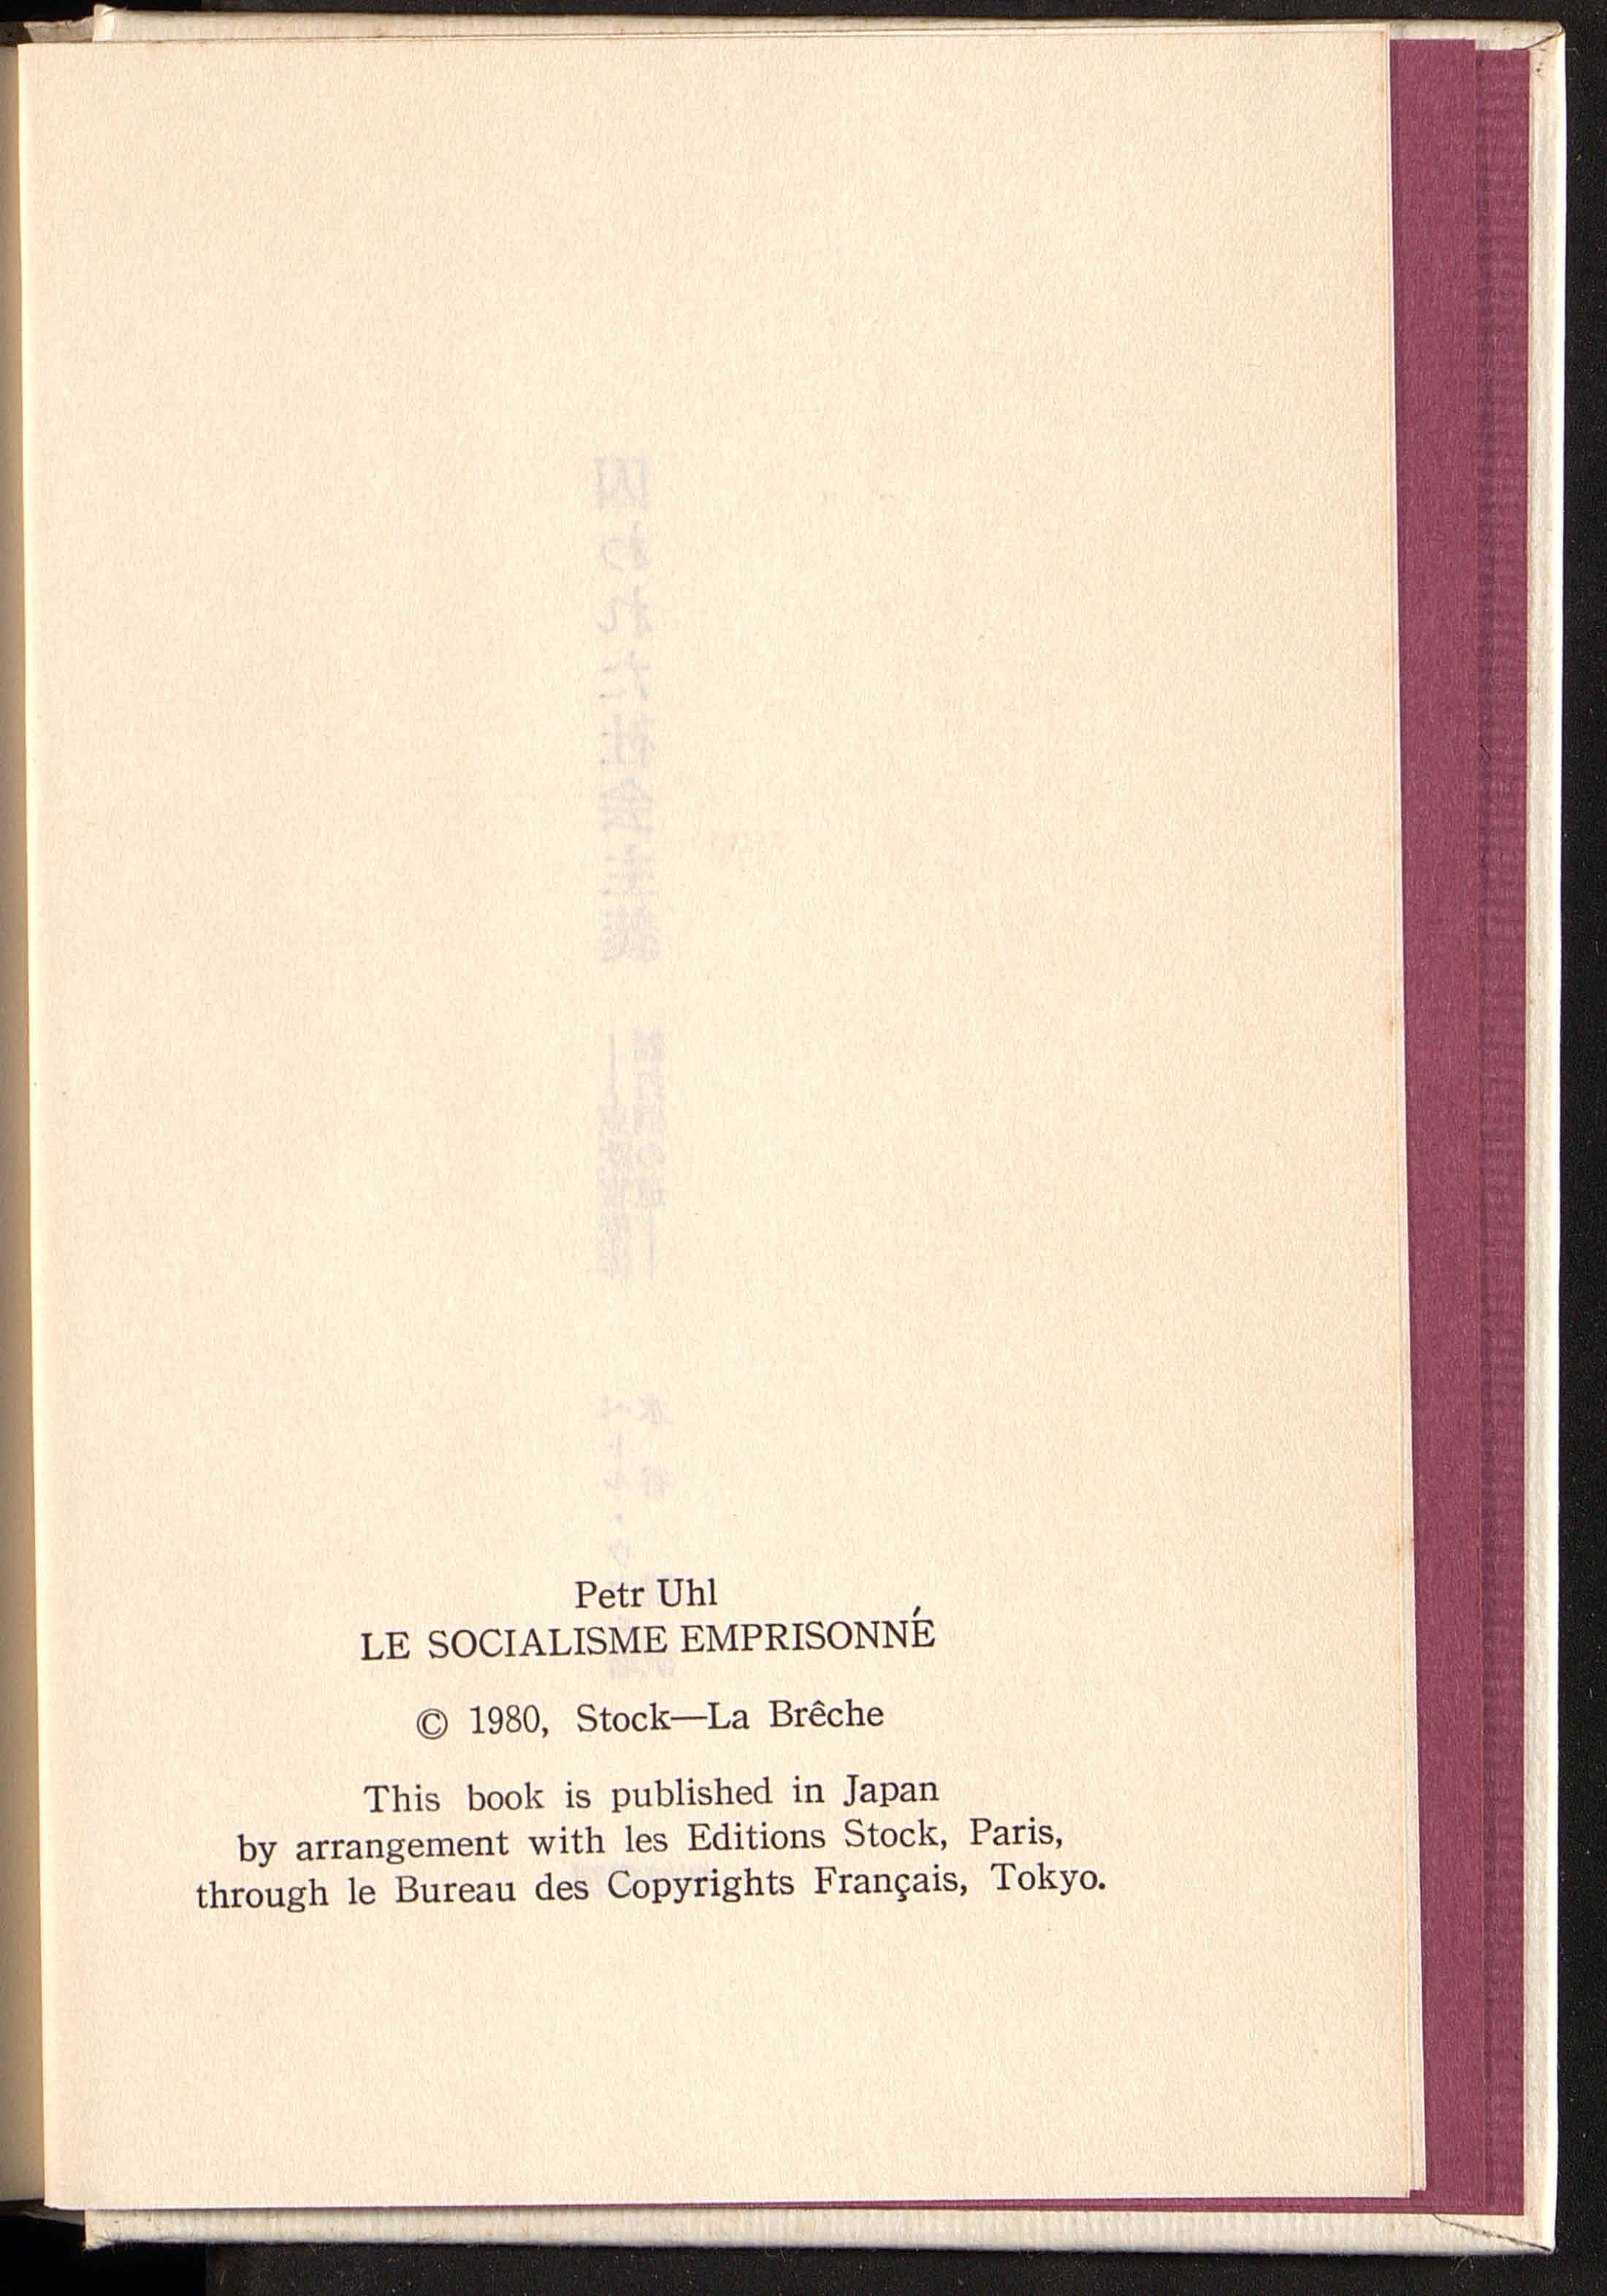 Petr Uhl
LE SOCIALISME EMPRISONNÉ
© 1980, Stock—La Brêche
This book is published in Japan
by arrangement with les Editions Stock, Paris,
through le Bureau des Copyrights Français, Tokyo.